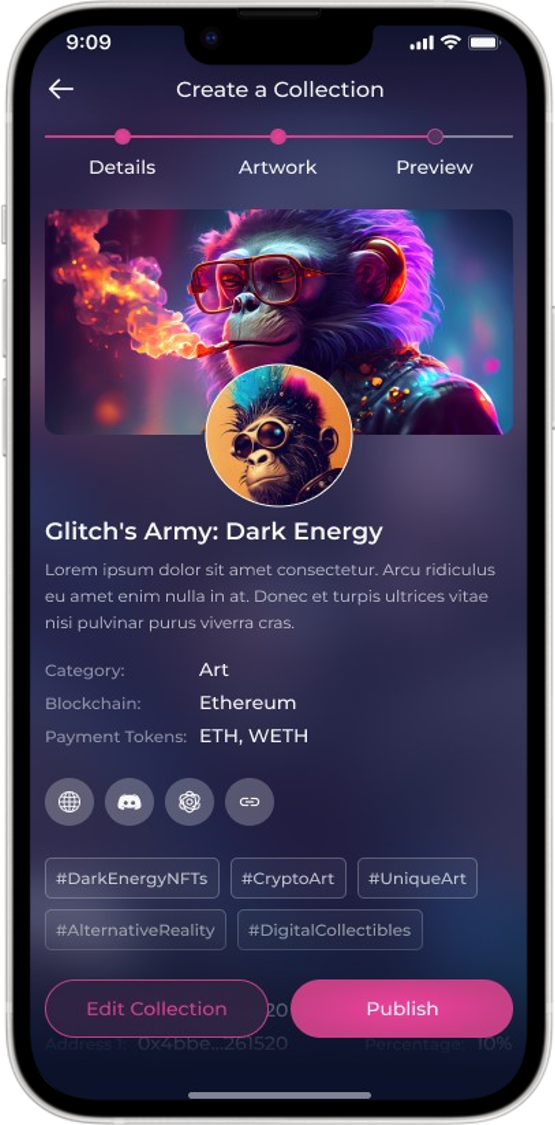 9:09
Create a Collection
Details Artwork Preview
Glitch's Army: Dark Energy
Lorem ipsum dolor sit amet consectetur. Arcu ridiculus
eu amet enim nulla in at. Donec et turpis ultrices vitae
nisi pulvinar purus viverra cras.
Category: Art
Blockchain: Ethereum
Payment Tokens: ETH, WETH
#DarkEnergyNFTs #CryptoArt #UniqueArt
#AlternativeReality #DigitalCollectibles
Edit Collection 20 Publish
Address 1: 0x4bbe...261520 Percentage: 10%